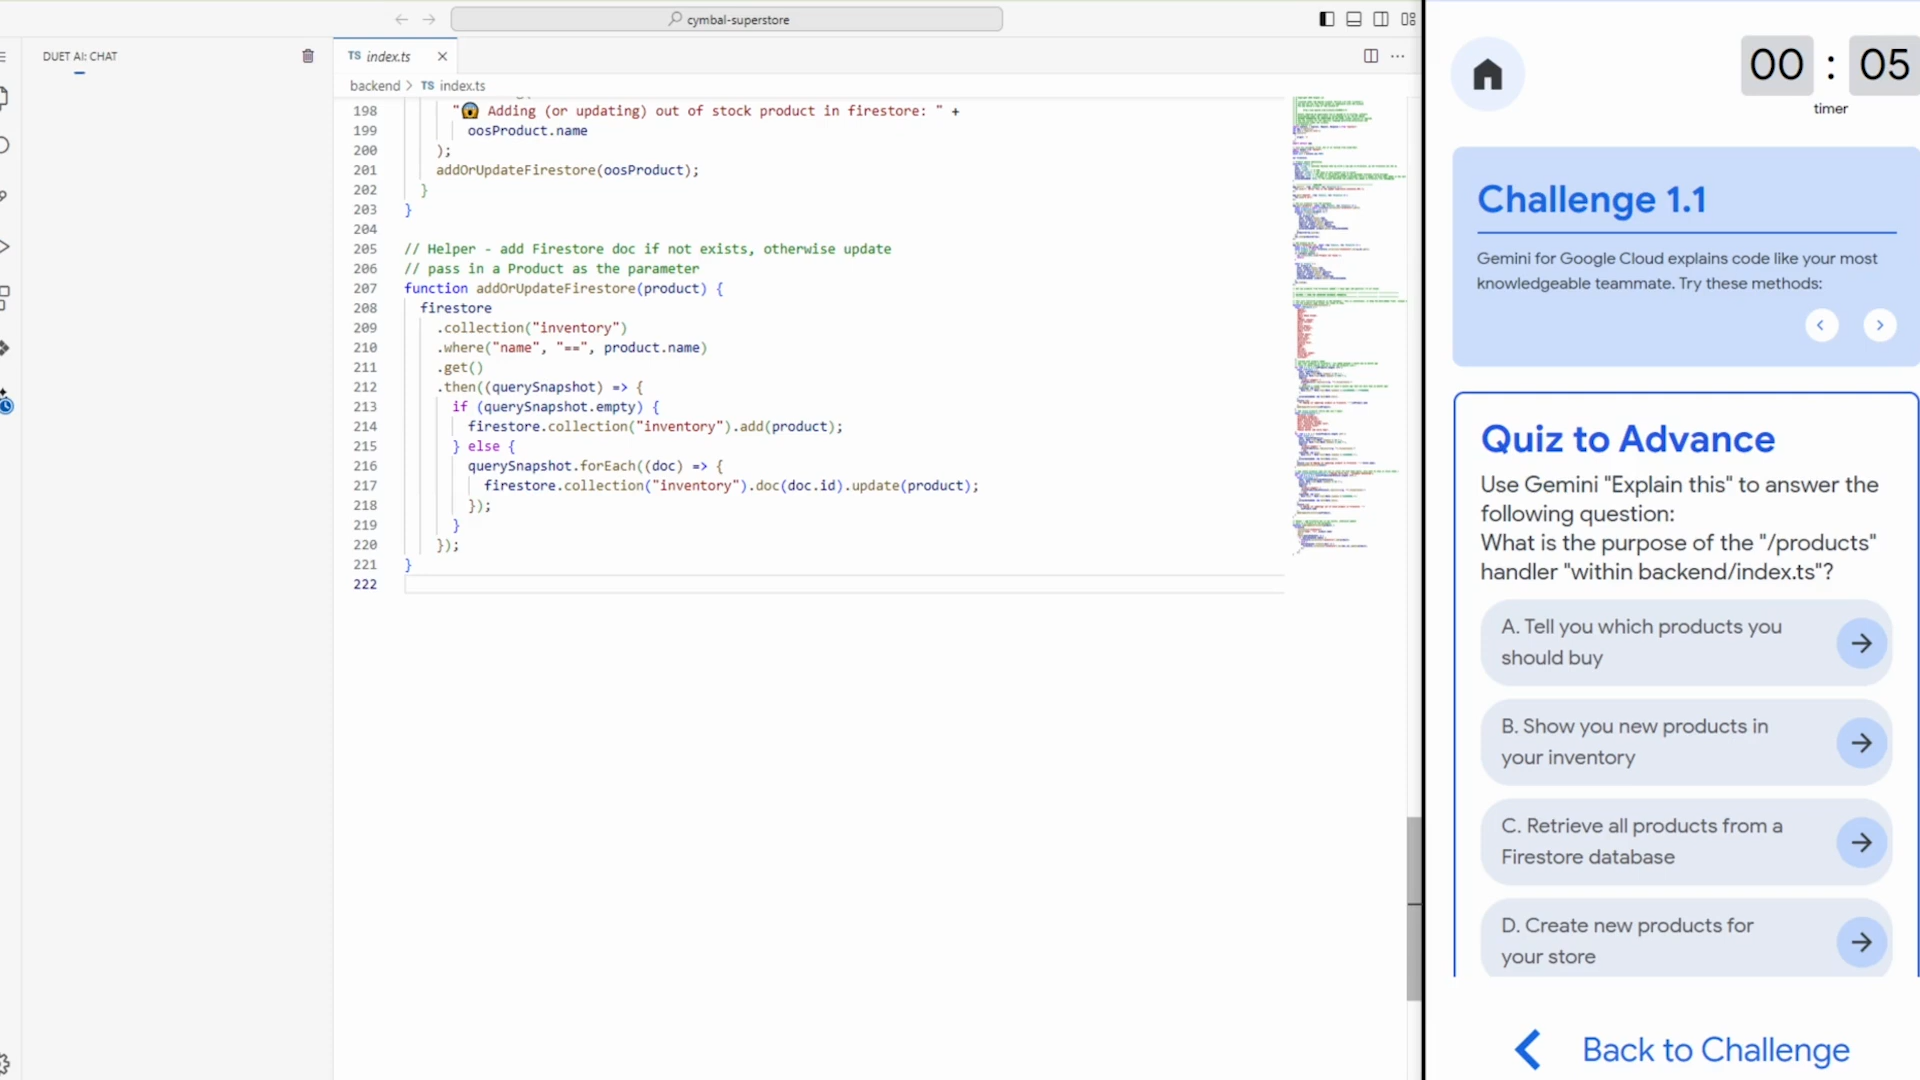 cymbal-superstore
DUET AI: CHAT
TS index.ts
backend > TS index.ts
198 "😱 Adding (or updating) out of stock product in firestore: " +
199 oosProduct.name
200 );
201 addOrUpdateFirestore(oosProduct);
202 }
203 }
204
205 // Helper - add Firestore doc if not exists, otherwise update
206 // pass in a Product as the parameter
207 function addOrUpdateFirestore(product) {
208 firestore
209 .collection("inventory")
210 .where("name", "==", product.name)
211 .get()
212 .then((querySnapshot) => {
213 if (querySnapshot.empty) {
214 firestore.collection("inventory").add(product);
215 } else {
216 querySnapshot.forEach((doc) => {
217 firestore.collection("inventory").doc(doc.id).update(product);
218 });
219 }
220 });
221 }
222
00 : 05
timer
Challenge 1.1
Gemini for Google Cloud explains code like your most
knowledgeable teammate. Try these methods:
Quiz to Advance
Use Gemini "Explain this" to answer the
following question:
What is the purpose of the "/products"
handler "within backend/index.ts"?
A. Tell you which products you
should buy
B. Show you new products in
your inventory
C. Retrieve all products from a
Firestore database
D. Create new products for
your store
Back to Challenge